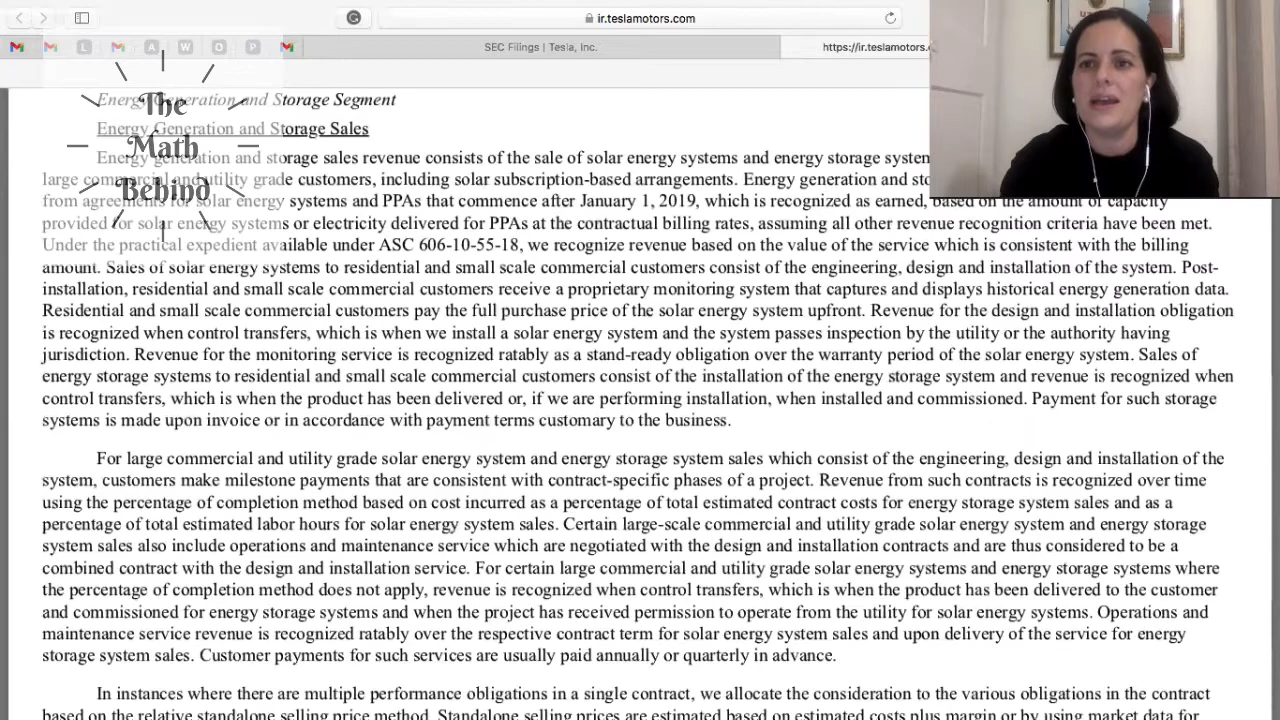 ir.teslamotors.com
L A W O P
SEC Filings | Tesla, Inc.
https://ir.teslamotors.c
The
Math
Behind
Energy Generation and Storage Segment
Energy Generation and Storage Sales
Energy generation and storage sales revenue consists of the sale of solar energy systems and energy storage system
large commercial and utility grade customers, including solar subscription-based arrangements. Energy generation and sto
from agreements for solar energy systems and PPAs that commence after January 1, 2019, which is recognized as earned, based on the amount of capacity
provided for solar energy systems or electricity delivered for PPAs at the contractual billing rates, assuming all other revenue recognition criteria have been met.
Under the practical expedient available under ASC 606-10-55-18, we recognize revenue based on the value of the service which is consistent with the billing
amount. Sales of solar energy systems to residential and small scale commercial customers consist of the engineering, design and installation of the system. Post-
installation, residential and small scale commercial customers receive a proprietary monitoring system that captures and displays historical energy generation data.
Residential and small scale commercial customers pay the full purchase price of the solar energy system upfront. Revenue for the design and installation obligation
is recognized when control transfers, which is when we install a solar energy system and the system passes inspection by the utility or the authority having
jurisdiction. Revenue for the monitoring service is recognized ratably as a stand-ready obligation over the warranty period of the solar energy system. Sales of
energy storage systems to residential and small scale commercial customers consist of the installation of the energy storage system and revenue is recognized when
control transfers, which is when the product has been delivered or, if we are performing installation, when installed and commissioned. Payment for such storage
systems is made upon invoice or in accordance with payment terms customary to the business.
For large commercial and utility grade solar energy system and energy storage system sales which consist of the engineering, design and installation of the
system, customers make milestone payments that are consistent with contract-specific phases of a project. Revenue from such contracts is recognized over time
using the percentage of completion method based on cost incurred as a percentage of total estimated contract costs for energy storage system sales and as a
percentage of total estimated labor hours for solar energy system sales. Certain large-scale commercial and utility grade solar energy system and energy storage
system sales also include operations and maintenance service which are negotiated with the design and installation contracts and are thus considered to be a
combined contract with the design and installation service. For certain large commercial and utility grade solar energy systems and energy storage systems where
the percentage of completion method does not apply, revenue is recognized when control transfers, which is when the product has been delivered to the customer
and commissioned for energy storage systems and when the project has received permission to operate from the utility for solar energy systems. Operations and
maintenance service revenue is recognized ratably over the respective contract term for solar energy system sales and upon delivery of the service for energy
storage system sales. Customer payments for such services are usually paid annually or quarterly in advance.
In instances where there are multiple performance obligations in a single contract, we allocate the consideration to the various obligations in the contract
based on the relative standalone selling price method. Standalone selling prices are estimated based on estimated costs plus margin or by using market data for